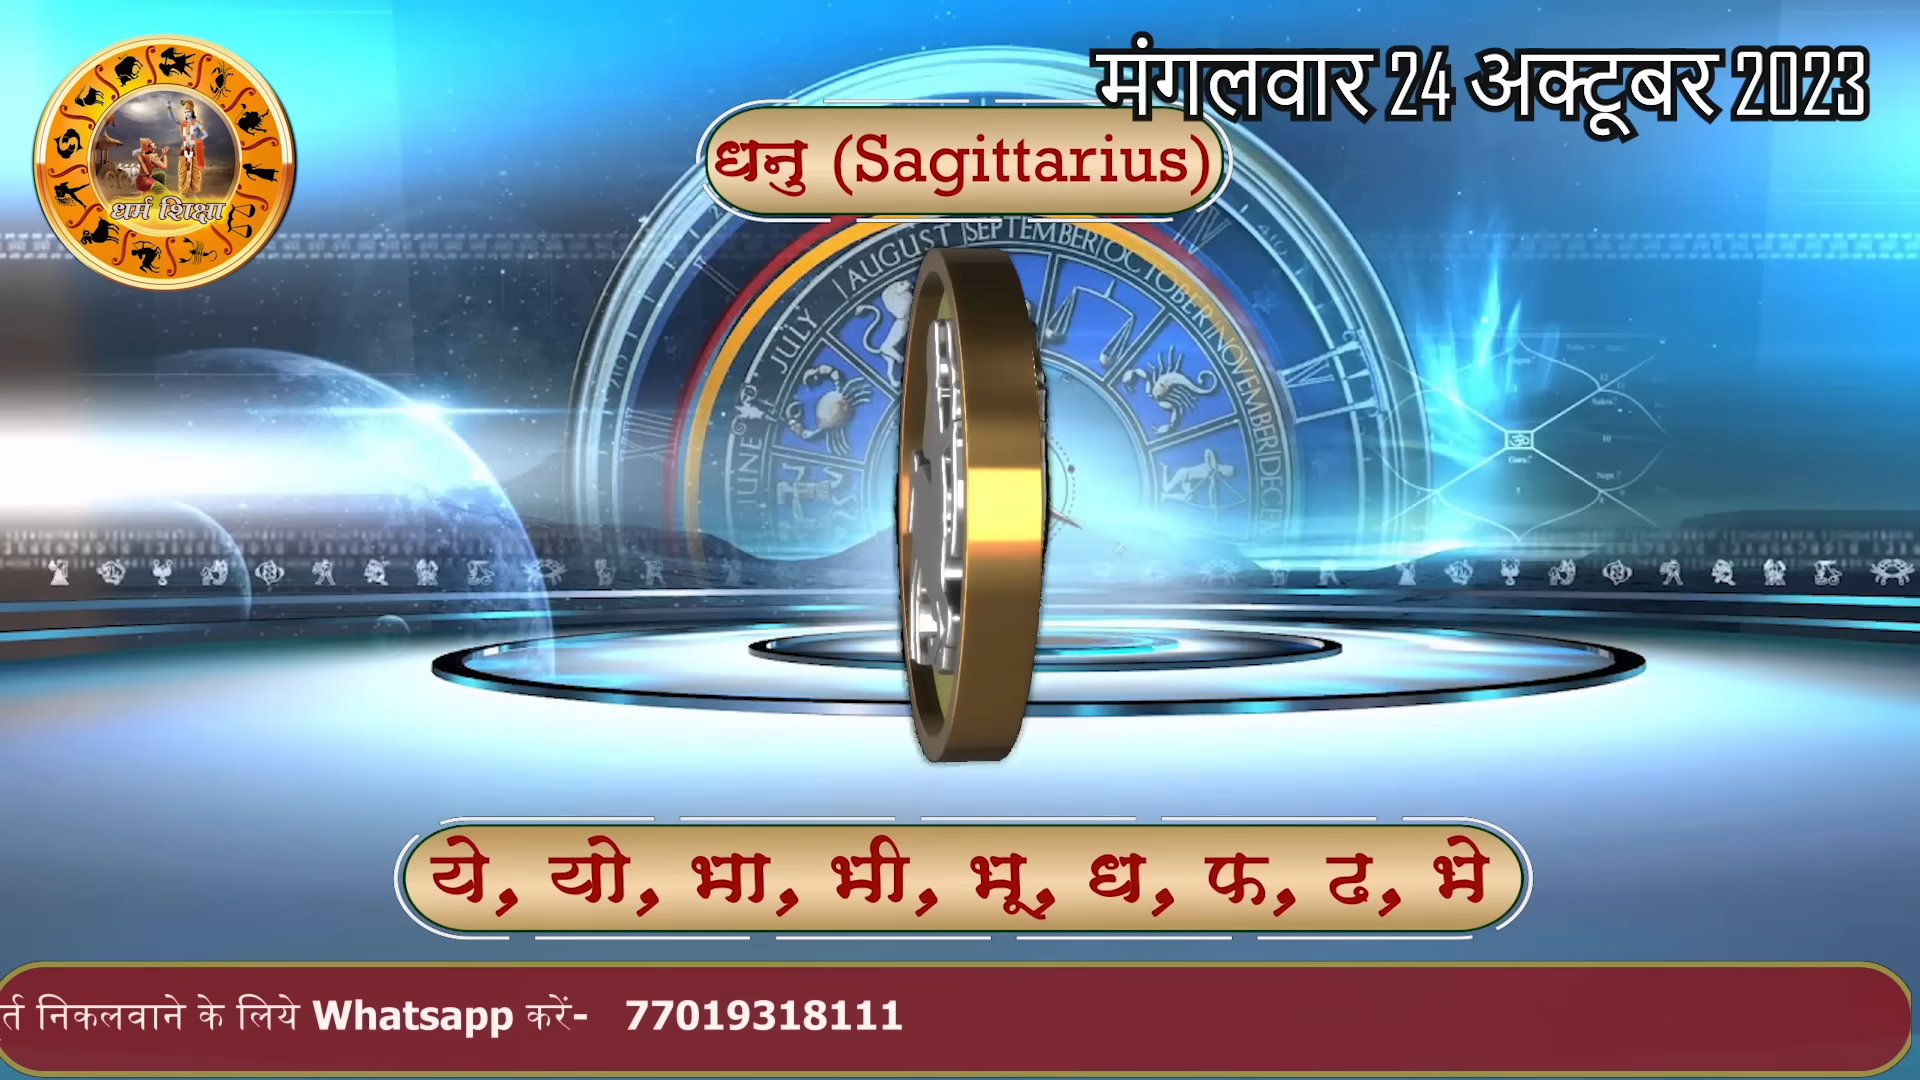 मंगलवार 24 अक्टूबर 2023
धनु (Sagittarius)
धर्म शिक्षा
AUGUST SEPTEMBER OCTOBER NOVEMBER
JULY
JUNE
ये, यो, भा, भी, भू, ध, फ, ढ, भे
निकलवाने के लिये Whatsapp करें- 77019318111